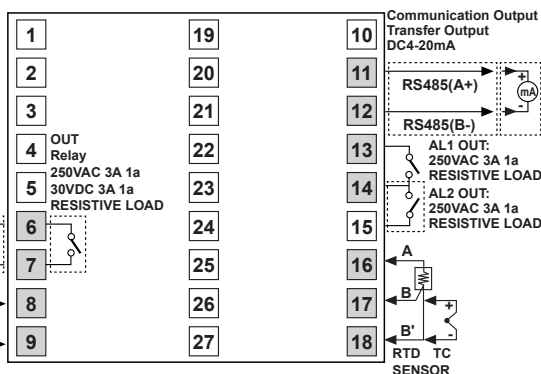 Communication Output
Transfer Output
DC4-20mA
1 19 10
2 20 11
RS485(A+)
+
mA
-
3 21 12
RS485(B-)
4 22 13
OUT
Relay
250VAC 3A 1a
30VDC 3A 1a
RESISTIVE LOAD
AL1 OUT:
250VAC 3A 1a
RESISTIVE LOAD
5 23 14
AL2 OUT:
250VAC 3A 1a
RESISTIVE LOAD
6 24 15
7 25 16
A
8 26 17
B
+
9 27 18
B'
-
RTD TC
SENSOR